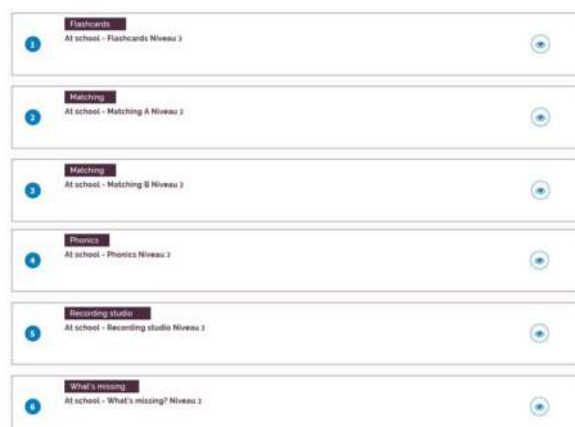 Flashcards
1
At school - Flashcards Niveau 3
Matching
2
At school - Matching A Niveau 3
Matching
3
At school - Matching B Niveau 3
Phonics
4
At school - Phonics Niveau 3
Recording studio
5
At school - Recording studio Niveau 3
What's missing
6
At school - What's missing? Niveau 3